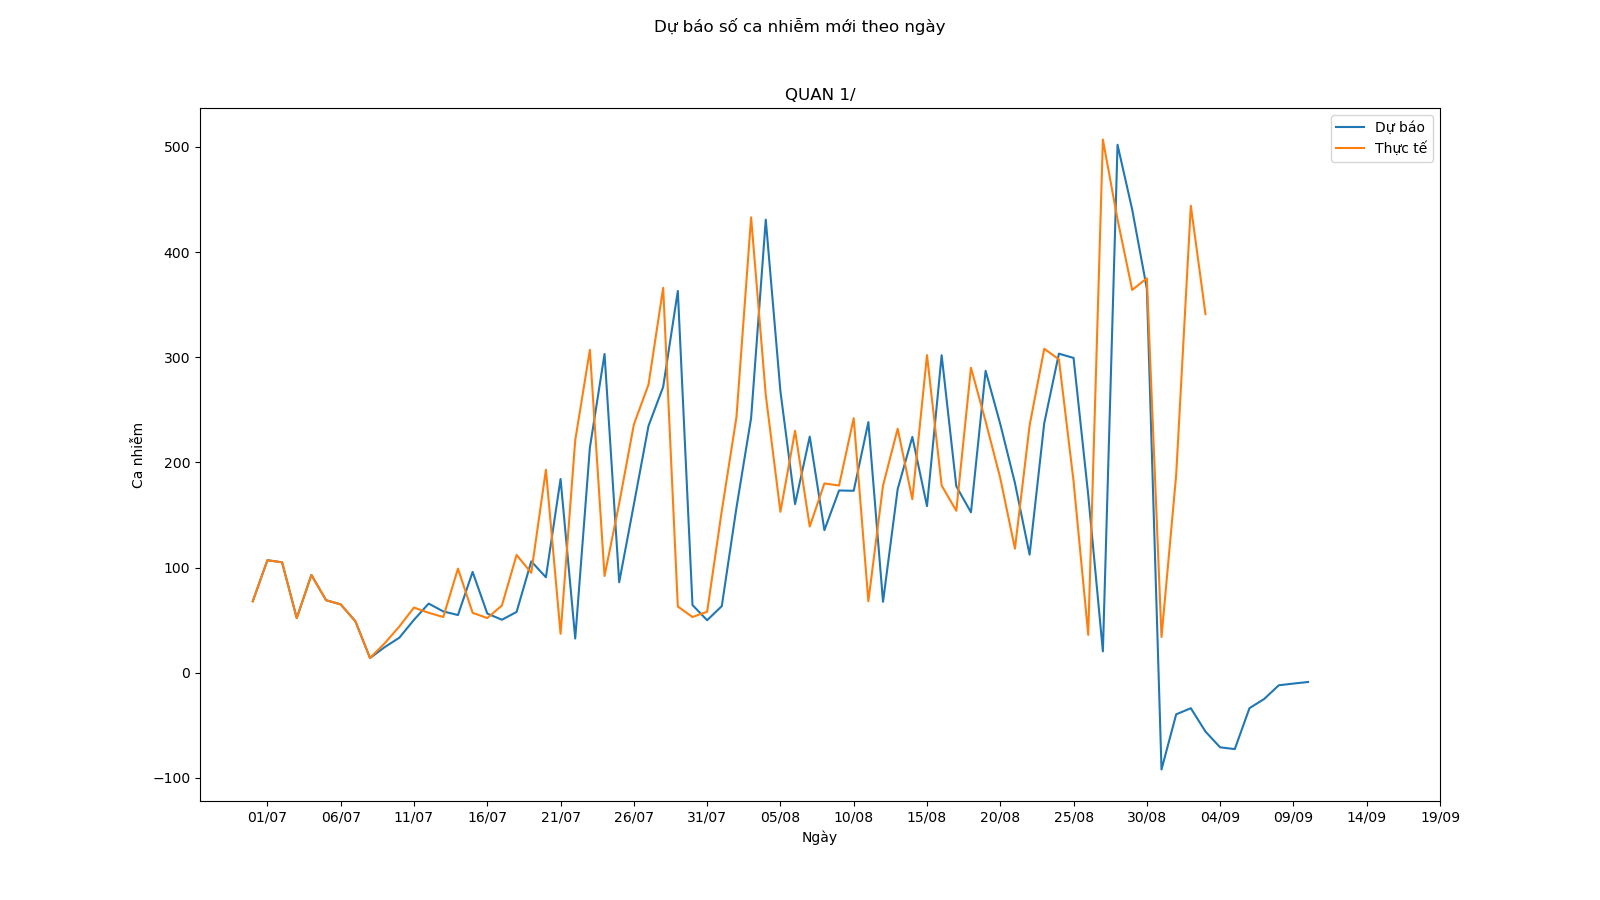 Dự báo số ca nhiễm mới theo ngày
QUAN 1/
Dự báo
Thực tế
500
400
300
200
100
0
−100
Ca nhiễm
01/07 06/07 11/07 16/07 21/07 26/07 31/07 05/08 10/08 15/08 20/08 25/08 30/08 04/09 09/09 14/09 19/09
Ngày